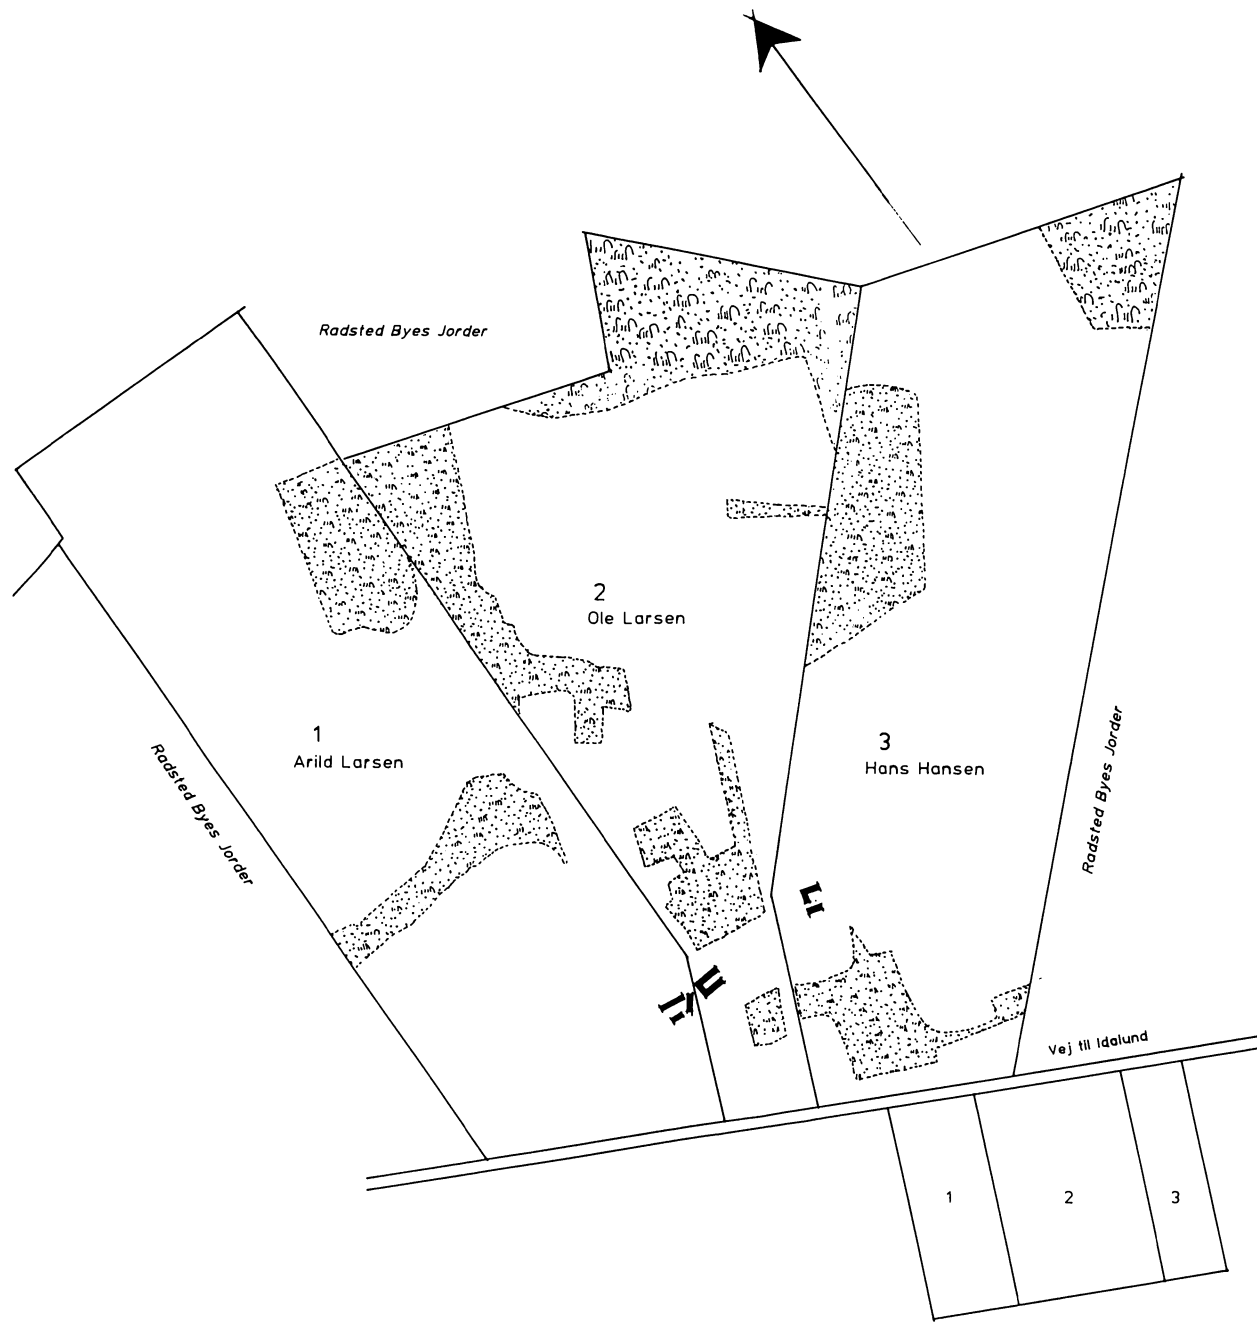 Radsted Byes Jorder
2
Ole Larsen
1
Arild Larsen
3
Hans Hansen
Radsted Byes Jorder
Radsted Byes Jorder
Vej til Idalund
1
2
3